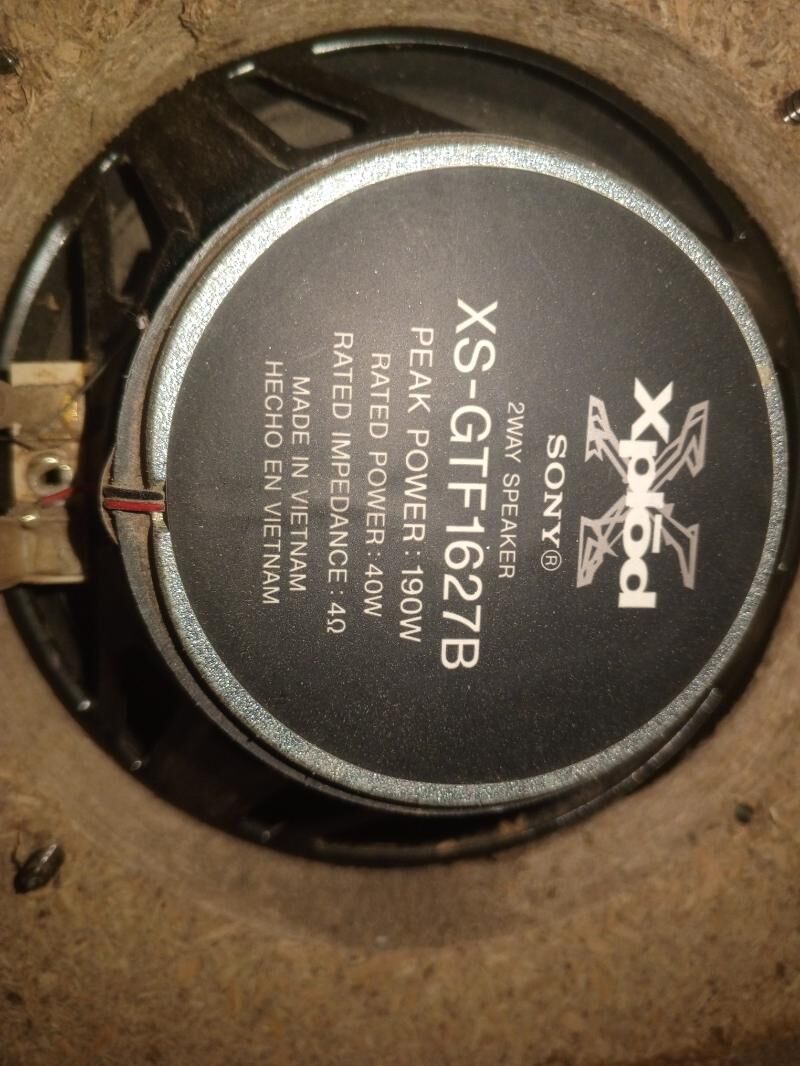 Xplōd
SONY®
2WAY SPEAKER
XS-GTF1627B
PEAK POWER : 190W
RATED POWER : 40W
RATED IMPEDANCE : 4Ω
MADE IN VIETNAM
HECHO EN VIETNAM